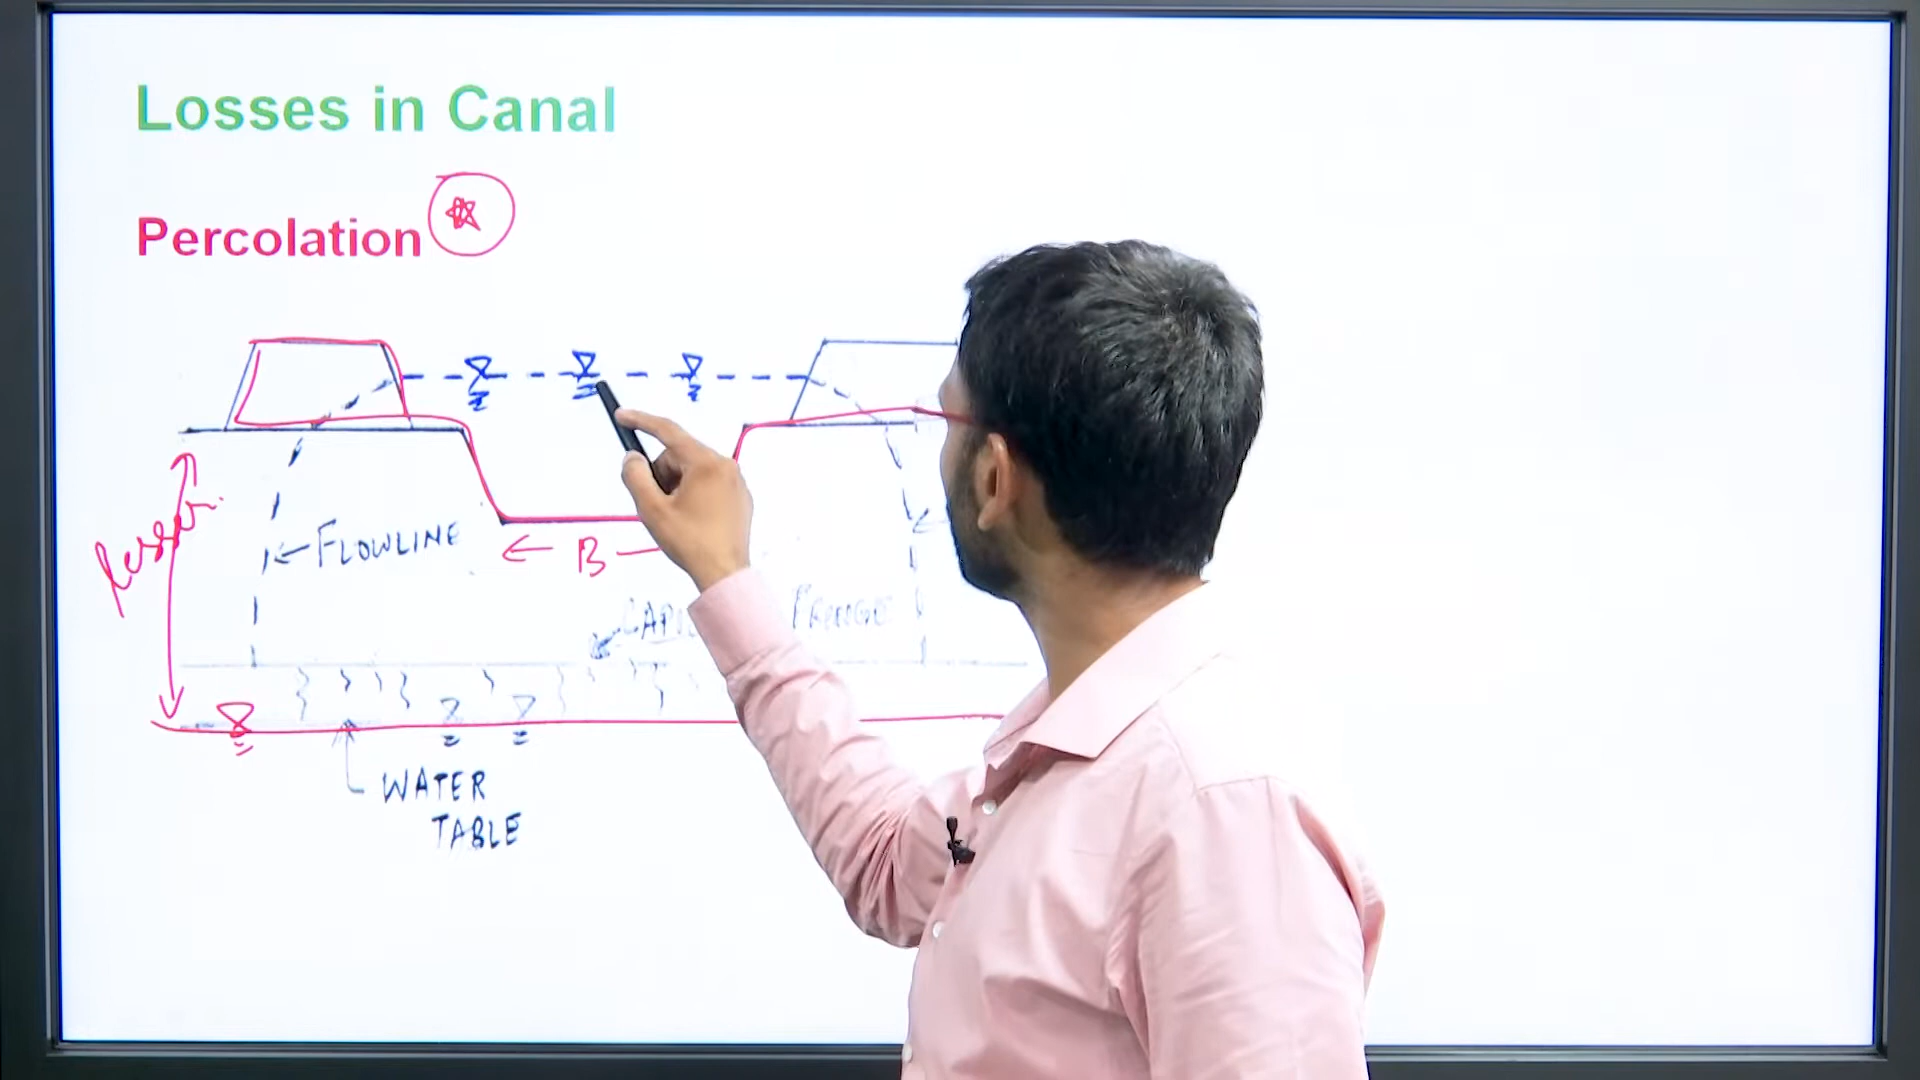 Losses in Canal
Percolation
FLOWLINE
B
FRINGE
WATER
TABLE